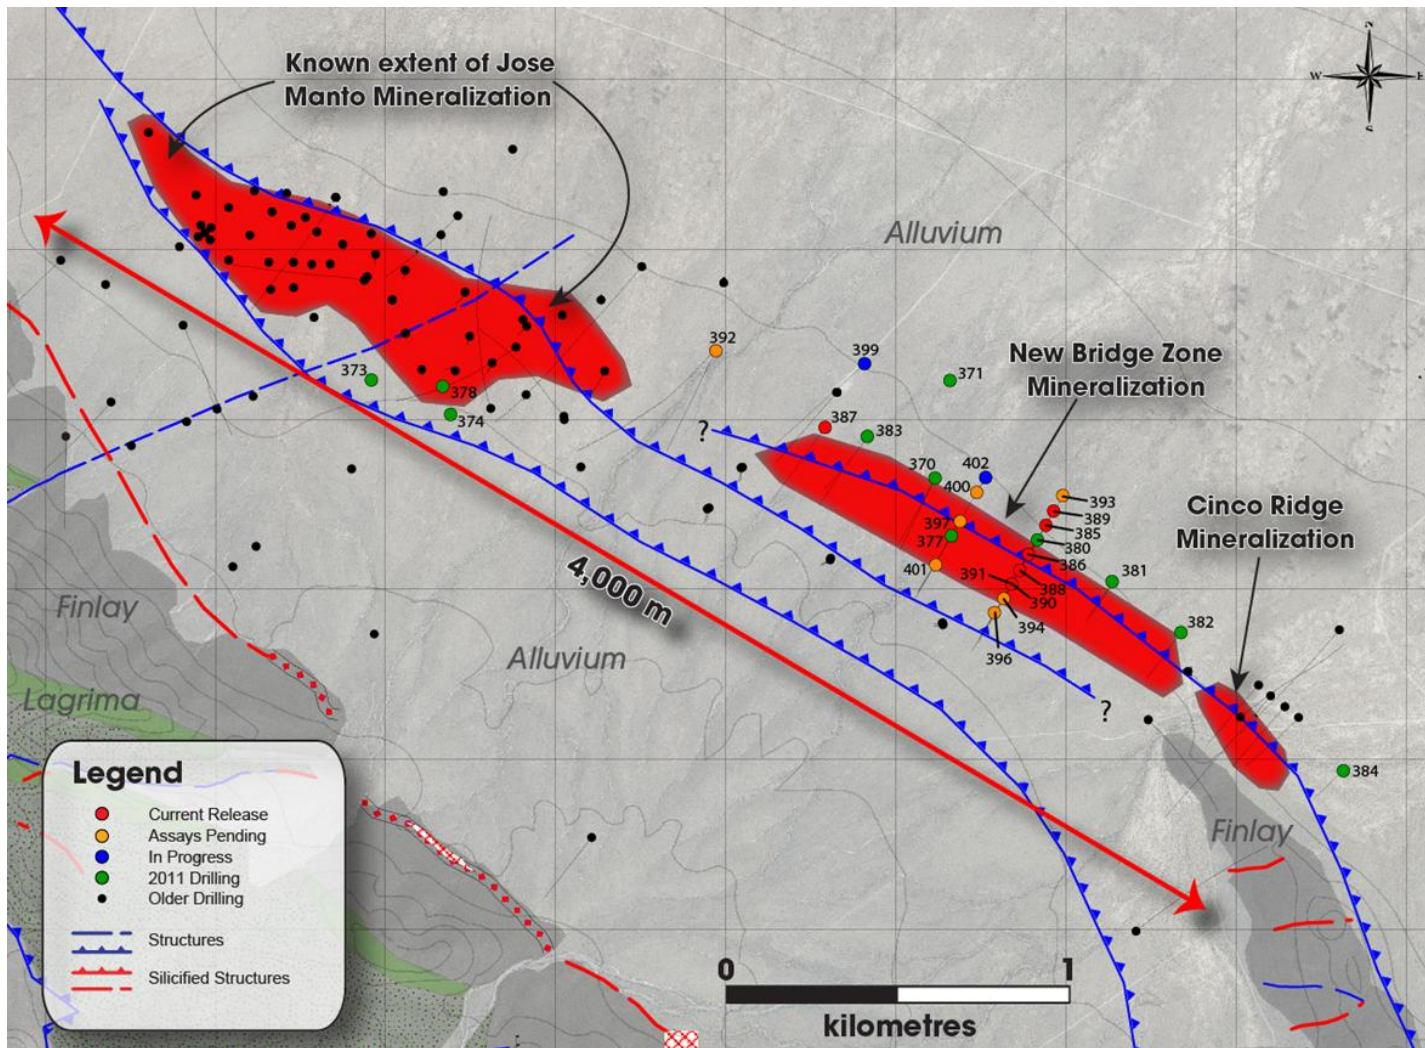 Known extent of Jose
Manto Mineralization
N
W
E
S
Alluvium
392
399
371
New Bridge Zone
Mineralization
373
378
374
387
383
?
370
402
400
393
397
389
385
377
380
386
401
391
388
390
394
396
381
382
Cinco Ridge
Mineralization
4,000 m
Finlay
Alluvium
Lagrima
?
384
Finlay
Legend
Current Release
Assays Pending
In Progress
2011 Drilling
Older Drilling
Structures
Silicified Structures
0
1
kilometres